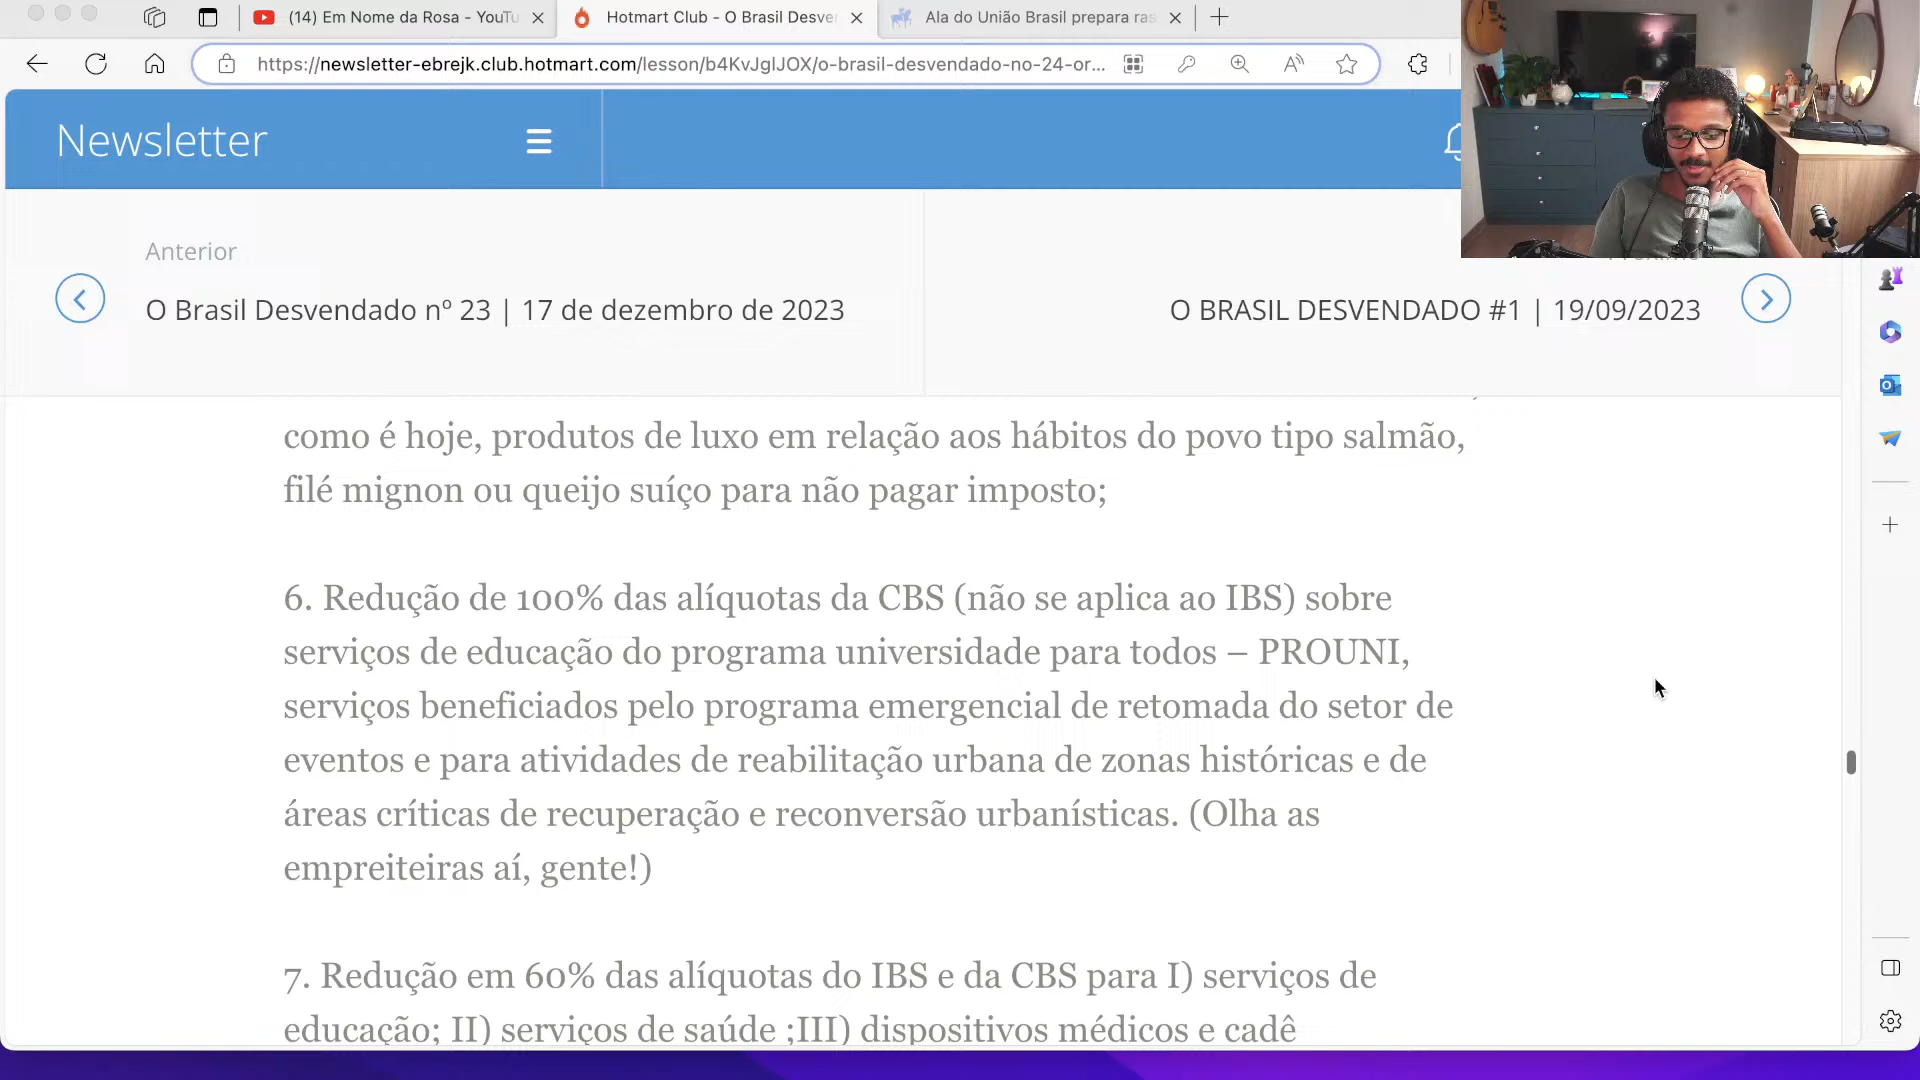 (14) Em Nome da Rosa - YouTu
Hotmart Club - O Brasil Desve
Ala do União Brasil prepara ras
https://newsletter-ebrejk.club.hotmart.com/lesson/b4KvJglJOX/o-brasil-desvendado-no-24-or...
Newsletter
Anterior
O Brasil Desvendado nº 23 | 17 de dezembro de 2023
O BRASIL DESVENDADO #1 | 19/09/2023
como é hoje, produtos de luxo em relação aos hábitos do povo tipo salmão,
filé mignon ou queijo suíço para não pagar imposto;
6. Redução de 100% das alíquotas da CBS (não se aplica ao IBS) sobre
serviços de educação do programa universidade para todos – PROUNI,
serviços beneficiados pelo programa emergencial de retomada do setor de
eventos e para atividades de reabilitação urbana de zonas históricas e de
áreas críticas de recuperação e reconversão urbanísticas. (Olha as
empreiteiras aí, gente!)
7. Redução em 60% das alíquotas do IBS e da CBS para I) serviços de
educação; II) serviços de saúde ;III) dispositivos médicos e cadê